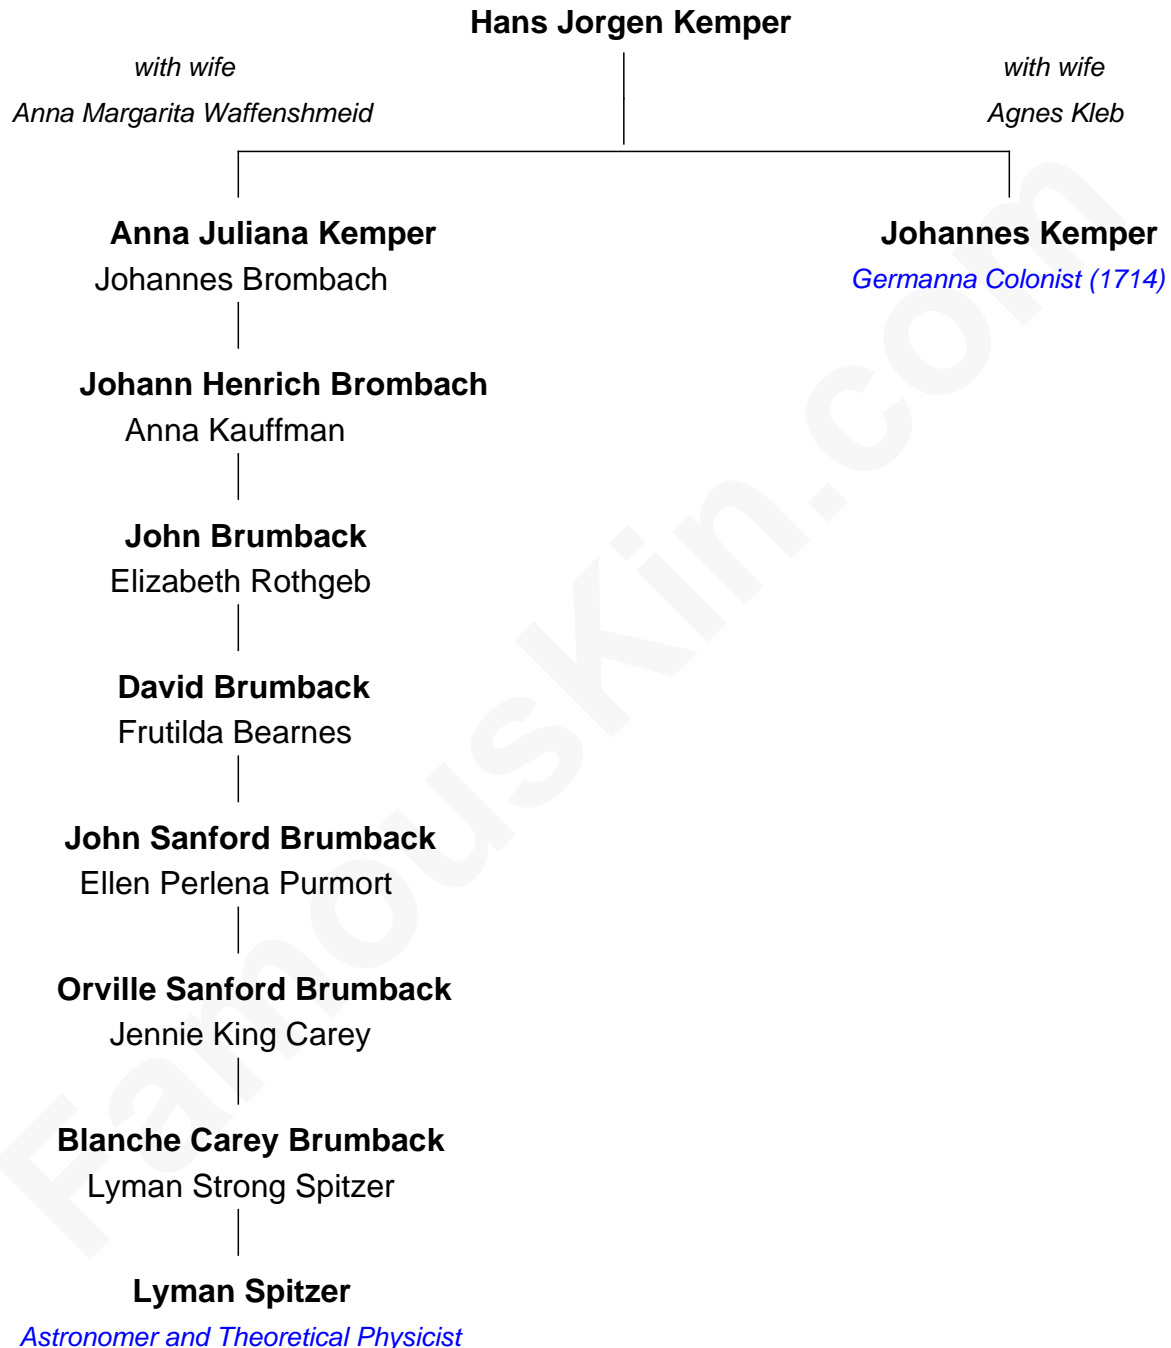 Hans Jorgen Kemper
with wife
Anna Margarita Waffenshmeid
with wife
Agnes Kleb
Anna Juliana Kemper
Johannes Brombach
Johannes Kemper
Germanna Colonist (1714)
Johann Henrich Brombach
Anna Kauffman
John Brumback
Elizabeth Rothgeb
David Brumback
Frutilda Bearnes
John Sanford Brumback
Ellen Perlena Purmort
Orville Sanford Brumback
Jennie King Carey
Blanche Carey Brumback
Lyman Strong Spitzer
Lyman Spitzer
Astronomer and Theoretical Physicist
FamousKin.com